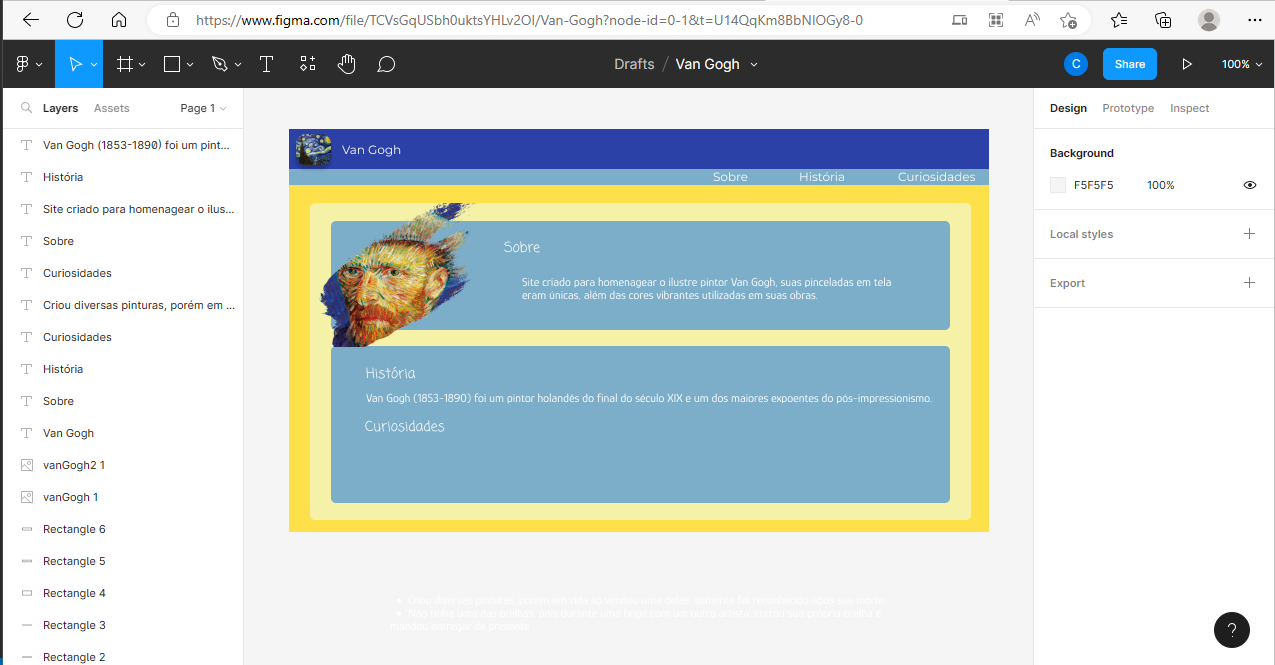 https://www.figma.com/file/TCVsGqUSbh0uktsYHLv2OI/Van-Gogh?node-id=0-1&t=U14QqKm8BbNIOGy8-0
Drafts / Van Gogh
C
Share
100%
Layers
Assets
Page 1
Van Gogh (1853-1890) foi um pint...
História
Site criado para homenagear o ilus...
Sobre
Curiosidades
Criou diversas pinturas, porém em ...
Curiosidades
História
Sobre
Van Gogh
vanGogh2 1
vanGogh 1
Rectangle 6
Rectangle 5
Rectangle 4
Rectangle 3
Rectangle 2
Van Gogh
Sobre
História
Curiosidades
Sobre
Site criado para homenagear o ilustre pintor Van Gogh, suas pinceladas em tela
eram únicas, além das cores vibrantes utilizadas em suas obras.
História
Van Gogh (1853-1890) foi um pintor holandês do final do século XIX e um dos maiores expoentes do pós-impressionismo.
Curiosidades
Design
Prototype
Inspect
Background
F5F5F5
100%
Local styles
Export
?